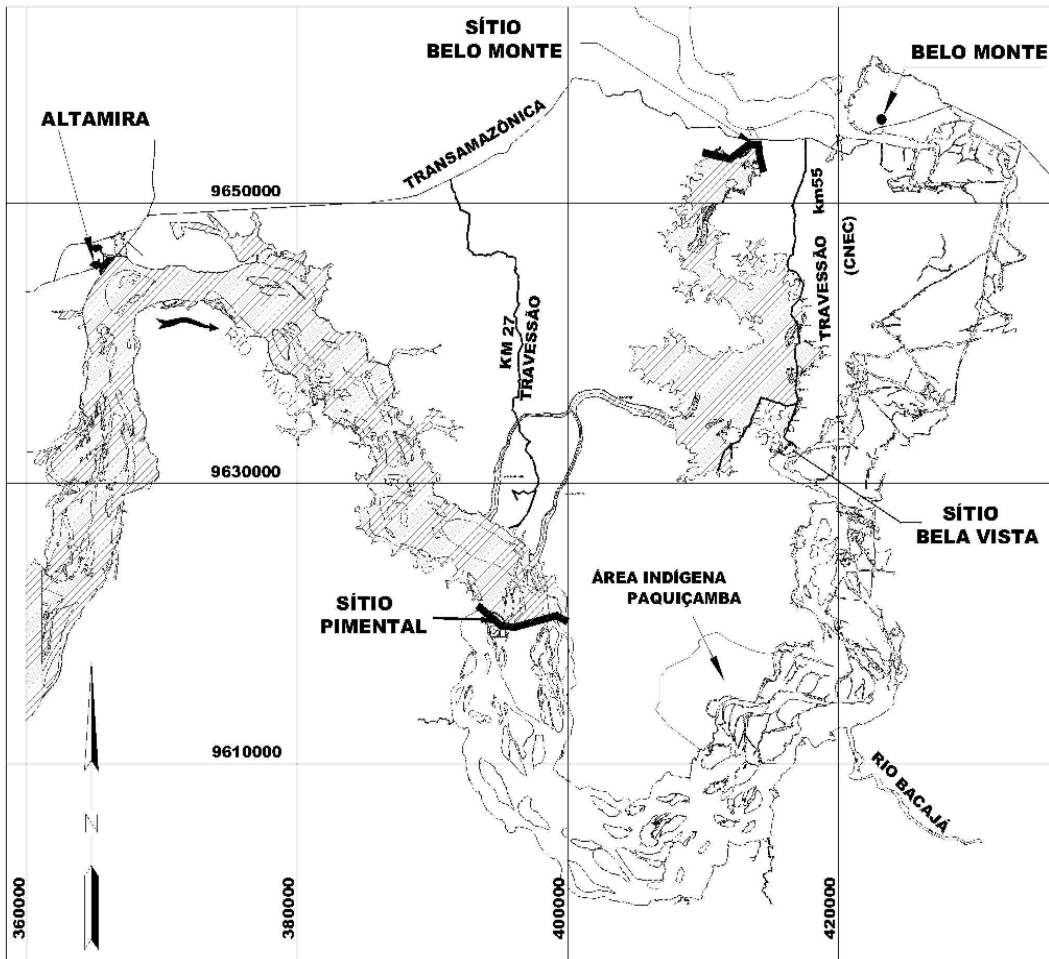 SÍTIO
BELO MONTE
BELO MONTE
ALTAMIRA
TRANSAMAZÔNICA
9650000
TRAVESSÃO km55
(CNEC)
RIO
KM 27
TRAVESSÃO
9630000
SÍTIO
BELA VISTA
ÁREA INDÍGENA
PAQUIÇAMBA
SÍTIO
PIMENTAL
9610000
RIO BACAJÁ
N
360000
380000
400000
420000